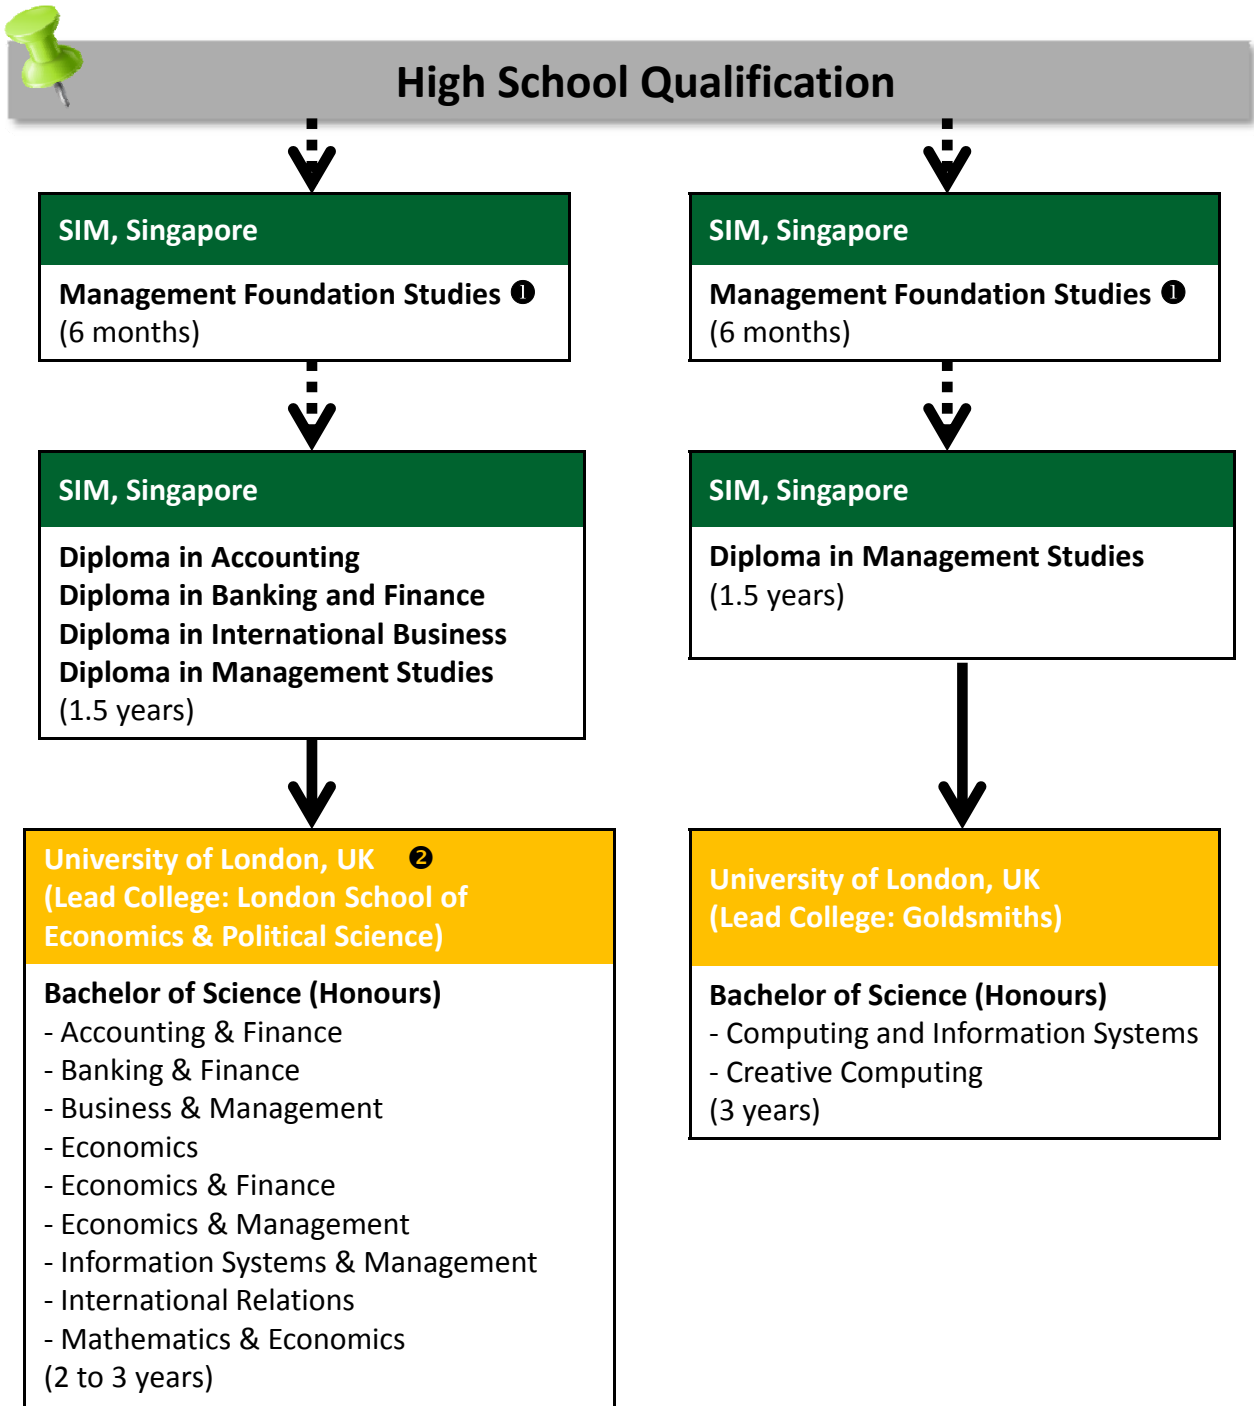 High School Qualification
SIM, Singapore
Management Foundation Studies ❶
(6 months)
SIM, Singapore
Diploma in Accounting
Diploma in Banking and Finance
Diploma in International Business
Diploma in Management Studies
(1.5 years)
University of London, UK ❷
(Lead College: London School of
Economics & Political Science)
Bachelor of Science (Honours)
- Accounting & Finance
- Banking & Finance
- Business & Management
- Economics
- Economics & Finance
- Economics & Management
- Information Systems & Management
- International Relations
- Mathematics & Economics
(2 to 3 years)
SIM, Singapore
Management Foundation Studies ❶
(6 months)
SIM, Singapore
Diploma in Management Studies
(1.5 years)
University of London, UK
(Lead College: Goldsmiths)
Bachelor of Science (Honours)
- Computing and Information Systems
- Creative Computing
(3 years)